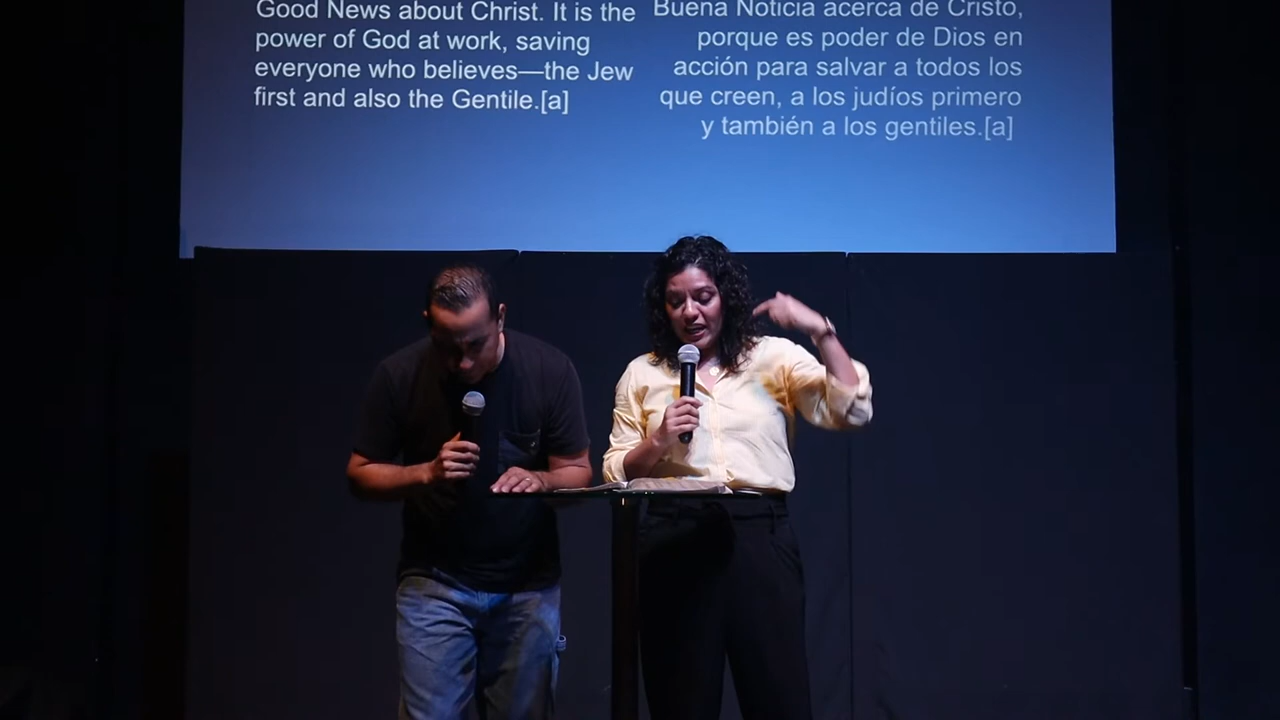 Good News about Christ. It is the
power of God at work, saving
everyone who believes—the Jew
first and also the Gentile.[a]
Buena Noticia acerca de Cristo,
porque es poder de Dios en
acción para salvar a todos los
que creen, a los judíos primero
y también a los gentiles.[a]